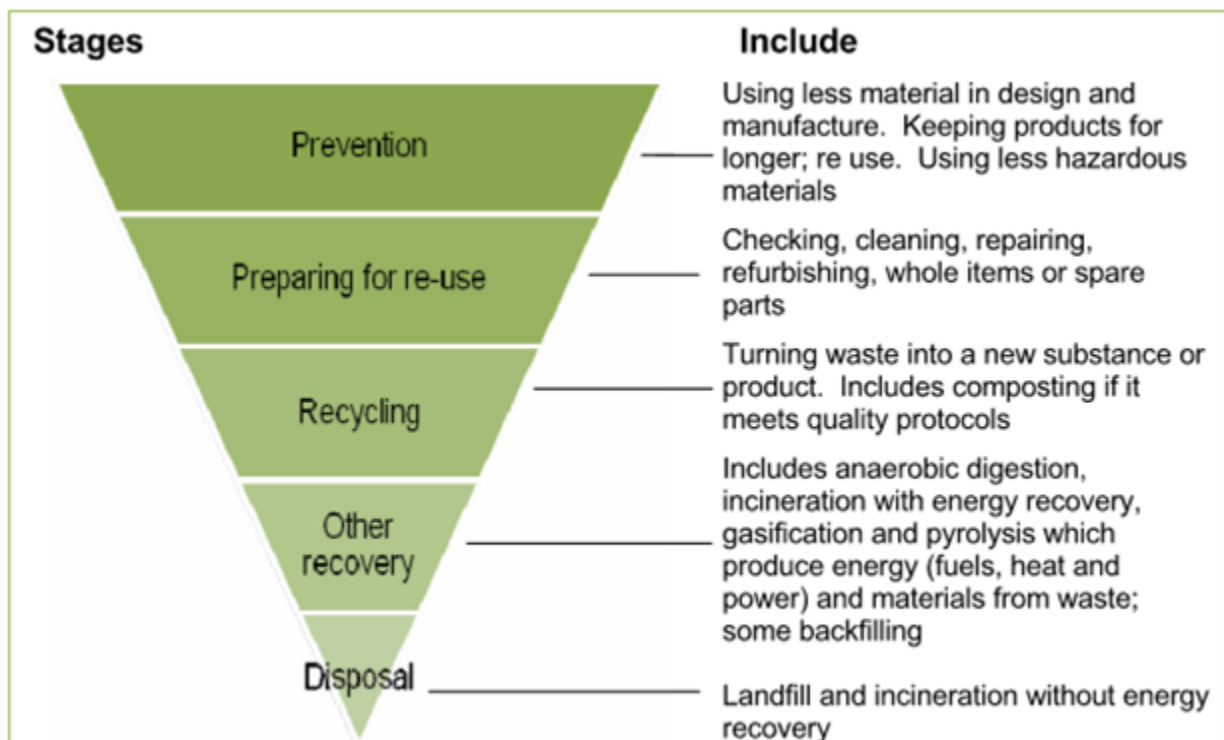 Stages
Include
Prevention
Using less material in design and
manufacture.  Keeping products for
longer; re use.  Using less hazardous
materials
Preparing for re-use
Checking, cleaning, repairing,
refurbishing, whole items or spare
parts
Recycling
Turning waste into a new substance or
product.  Includes composting if it
meets quality protocols
Other
recovery
Includes anaerobic digestion,
incineration with energy recovery,
gasification and pyrolysis which
produce energy (fuels, heat and
power) and materials from waste;
some backfilling
Disposal
Landfill and incineration without energy
recovery